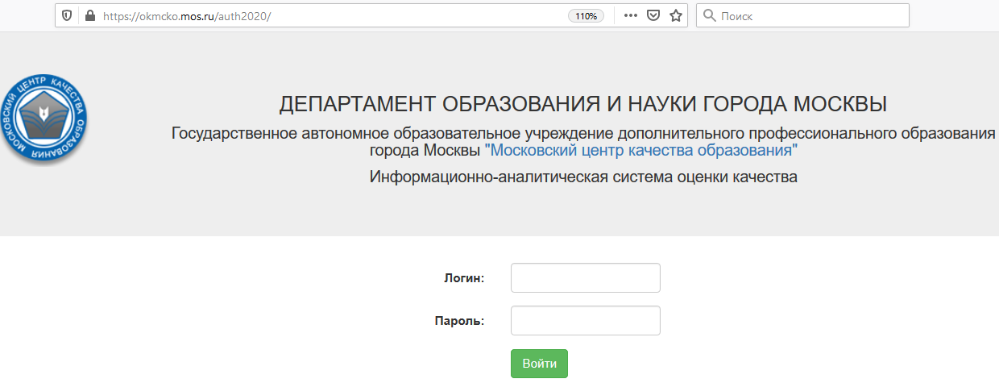 https://okmcko.mos.ru/auth2020/
110%
Поиск
МОСКОВСКИЙ ЦЕНТР КАЧЕСТВА ОБРАЗОВАНИЯ
ДЕПАРТАМЕНТ ОБРАЗОВАНИЯ И НАУКИ ГОРОДА МОСКВЫ
Государственное автономное образовательное учреждение дополнительного профессионального образования
города Москвы "Московский центр качества образования"
Информационно-аналитическая система оценки качества
Логин:
Пароль:
Войти